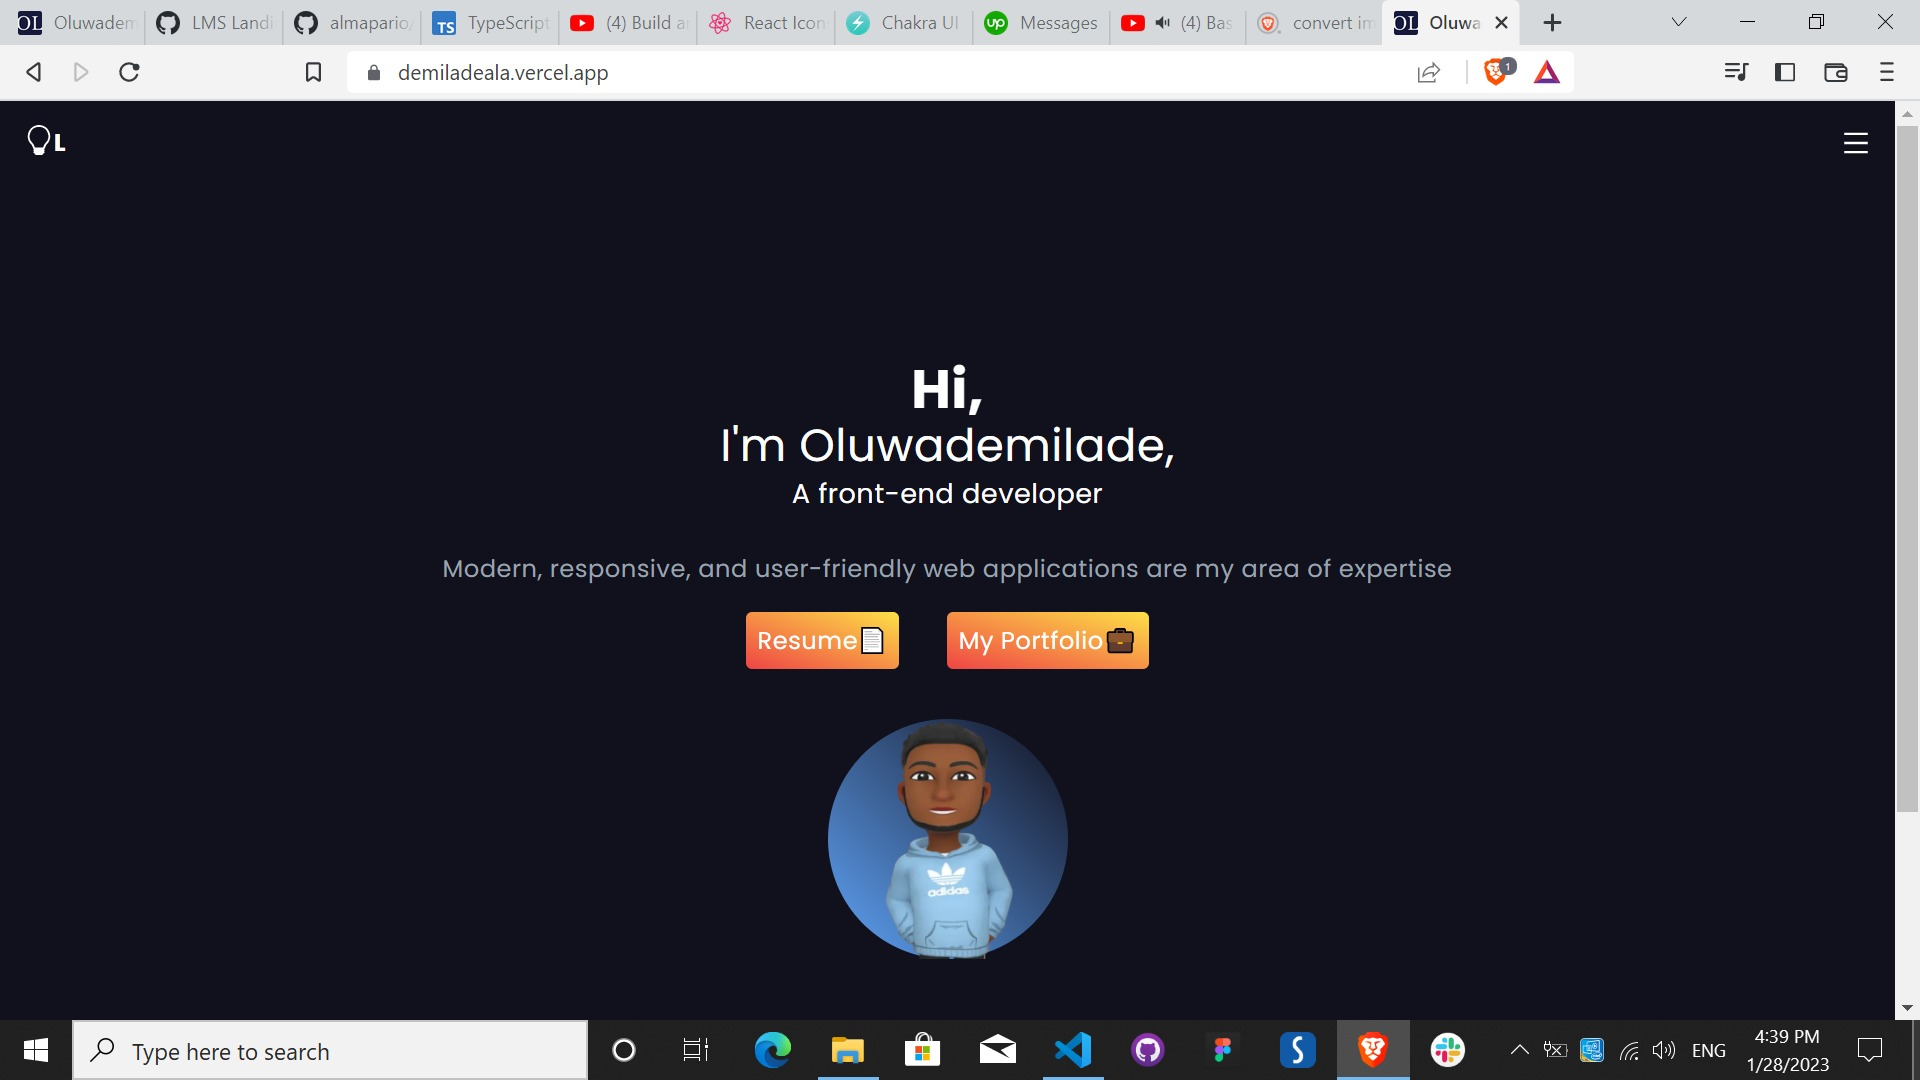 OL Oluwadem
LMS Landi
almapario/
TS TypeScript
(4) Build a
React Icon
Chakra UI
up Messages
(4) Bas
convert im
OL Oluwa
demiladeala.vercel.app
1
L
Hi,
I'm Oluwademilade,
A front-end developer
Modern, responsive, and user-friendly web applications are my area of expertise
Resume
My Portfolio
adidas
Type here to search
S
ENG
4:39 PM
1/28/2023